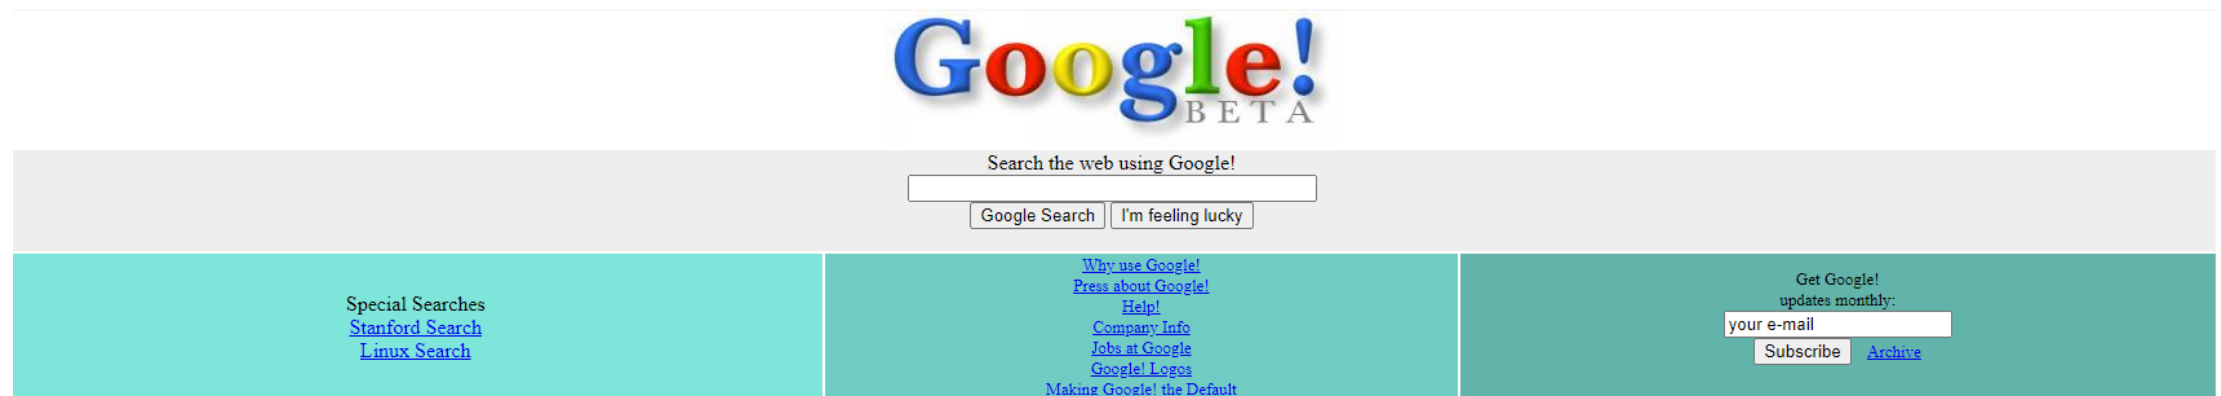 Google!
BETA
Search the web using Google!
Google Search I'm feeling lucky
Special Searches
Stanford Search
Linux Search
Why use Google!
Press about Google!
Help!
Company Info
Jobs at Google
Google! Logos
Making Google! the Default
Get Google!
updates monthly:
your e-mail
Subscribe Archive